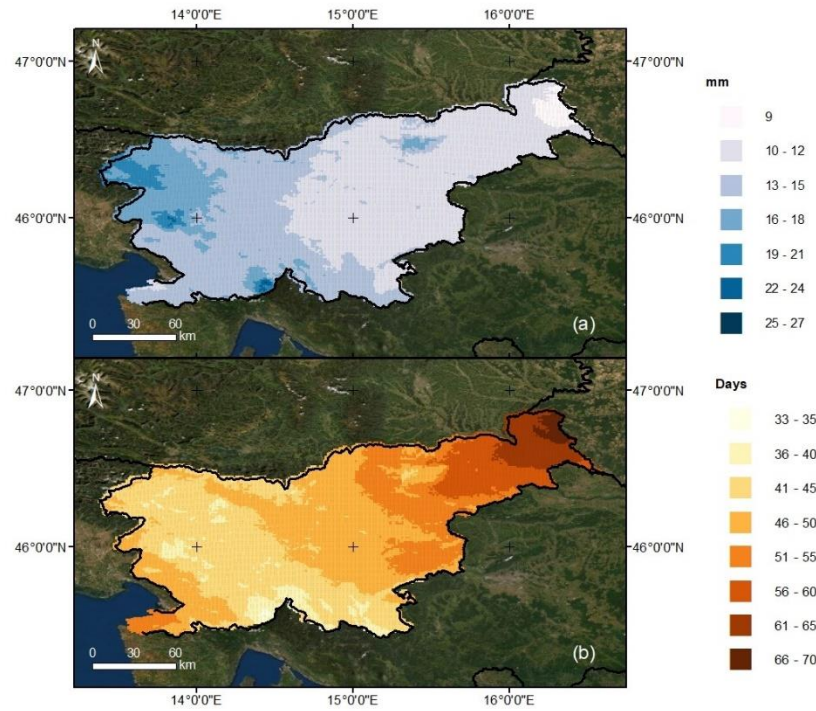 14°0'0"E 15°0'0"E 16°0'0"E
47°0'0"N
46°0'0"N
N
0 30 60
km
(a)
47°0'0"N
46°0'0"N
mm
9
10 - 12
13 - 15
16 - 18
19 - 21
22 - 24
25 - 27
47°0'0"N
46°0'0"N
N
0 30 60
km
(b)
47°0'0"N
46°0'0"N
Days
33 - 35
36 - 40
41 - 45
46 - 50
51 - 55
56 - 60
61 - 65
66 - 70
14°0'0"E 15°0'0"E 16°0'0"E